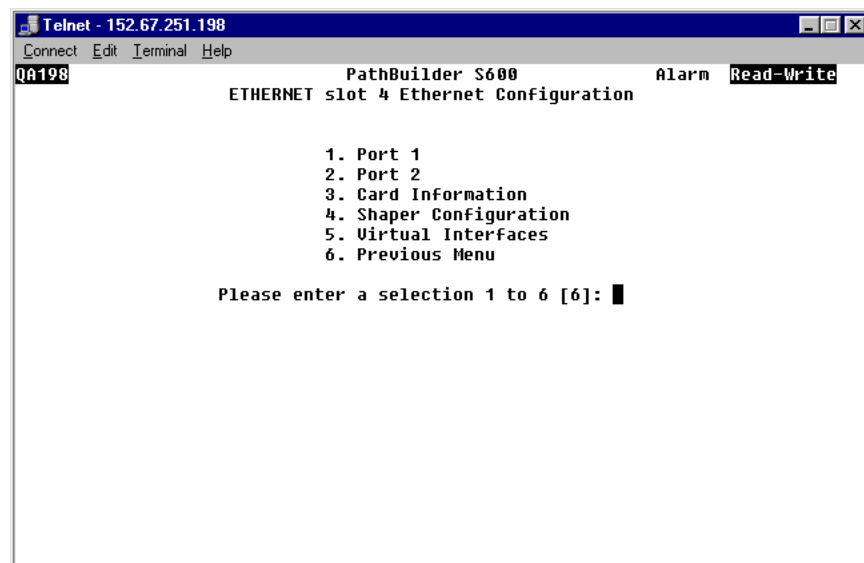 Telnet - 152.67.251.198
Connect Edit Terminal Help
QA198 PathBuilder S600 Alarm Read-Write
ETHERNET slot 4 Ethernet Configuration
1. Port 1
2. Port 2
3. Card Information
4. Shaper Configuration
5. Virtual Interfaces
6. Previous Menu
Please enter a selection 1 to 6 [6]: